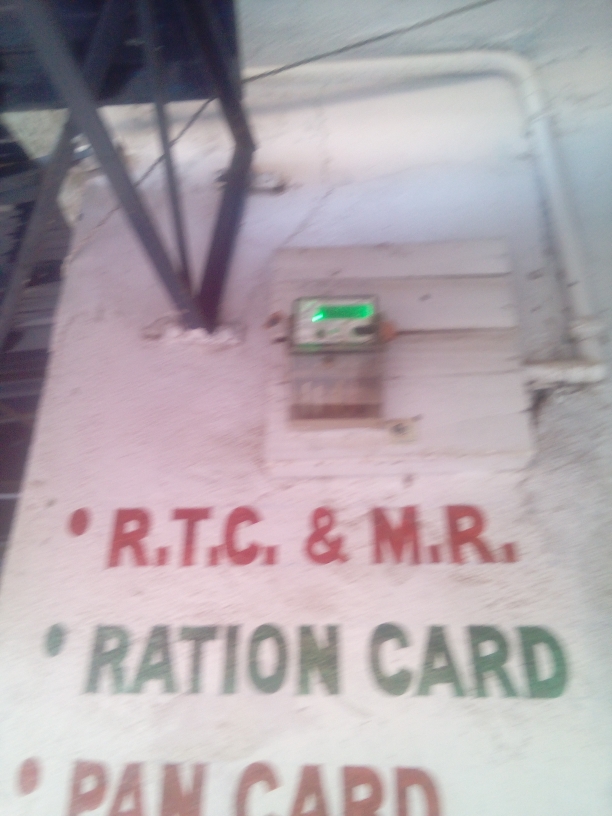 • R.T.C. & M.R.
• RATION CARD
• PAN CARD